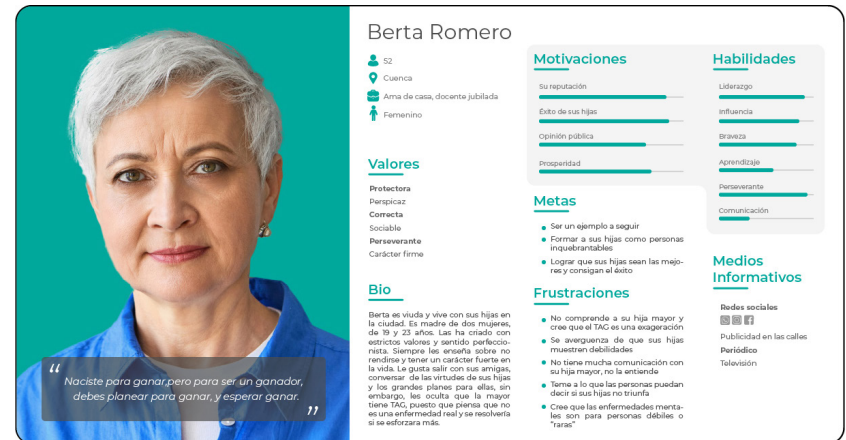 Berta Romero
52
Cuenca
Ama de casa, docente jubilada
Femenino
Valores
Protectora
Perspicaz
Correcta
Sociable
Perseverante
Carácter firme
Bio
Berta es viuda y vive con sus hijas en
la ciudad. Es madre de dos mujeres,
de 19 y 23 años. Las ha criado con
estrictos valores y sentido perfeccio-
nista. Siempre les enseña sobre no
rendirse y tener un carácter fuerte en
la vida. Le gusta salir con sus amigas,
conversar de las virtudes de sus hijas
y los grandes planes para ellas, sin
embargo, les oculta que la mayor
tiene TAG, puesto que piensa que no
es una enfermedad real y se resolvería
si se esforzara más.
Motivaciones
Su reputación
Éxito de sus hijas
Opinión pública
Prosperidad
Habilidades
Liderazgo
Influencia
Braveza
Aprendizaje
Perseverante
Comunicación
Metas
Ser un ejemplo a seguir
Formar a sus hijas como personas
inquebrantables
Lograr que sus hijas sean las mejo-
res y consigan el éxito
Frustraciones
No comprende a su hija mayor y
cree que el TAG es una exageración
Se averguenza de que sus hijas
muestren debilidades
No tiene mucha comunicación con
su hija mayor, no la entiende
Teme a lo que las personas puedan
decir si sus hijas no triunfa
Cree que las enfermedades menta-
les son para personas débiles o
"raras"
Medios
Informativos
Redes sociales
Publicidad en las calles
Periódico
Televisión
“ Naciste para ganar,pero para ser un ganador,
debes planear para ganar, y esperar ganar. ”